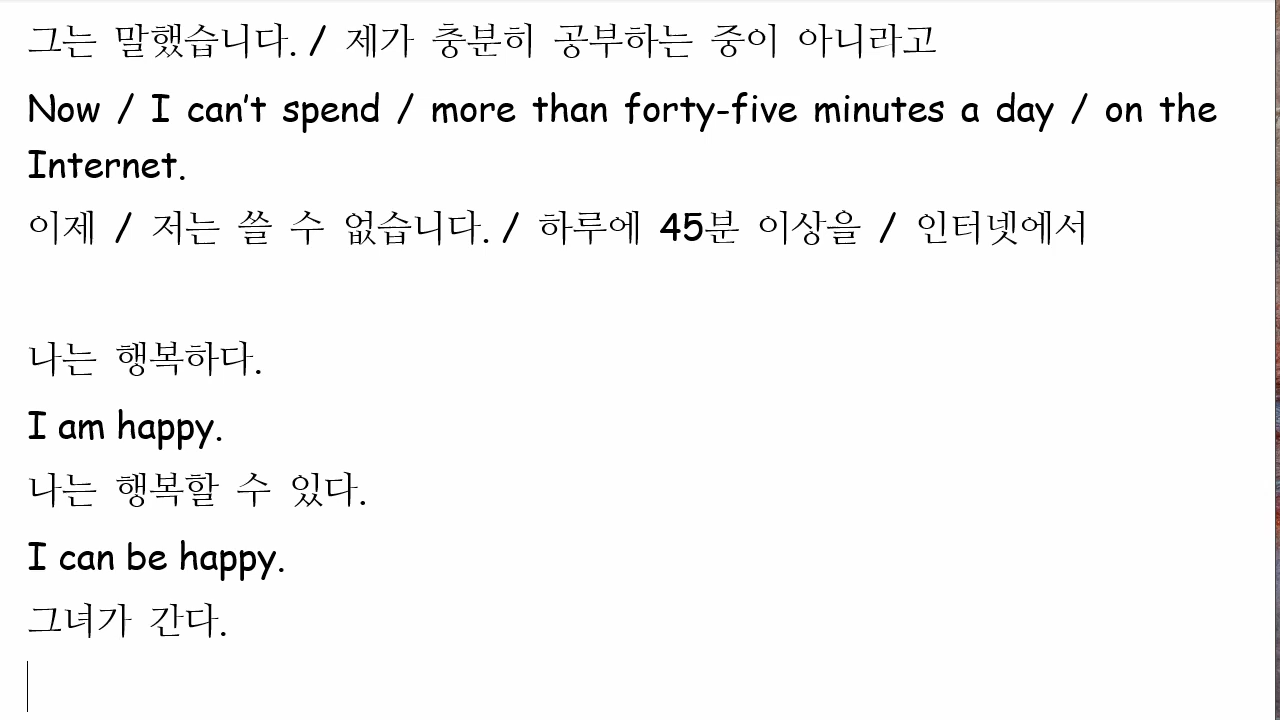 그는 말했습니다. / 제가 충분히 공부하는 중이 아니라고
Now / I can't spend / more than forty-five minutes a day / on the
Internet.
이제 / 저는 쓸 수 없습니다. / 하루에 45분 이상을 / 인터넷에서
나는 행복하다.
I am happy.
나는 행복할 수 있다.
I can be happy.
그녀가 간다.